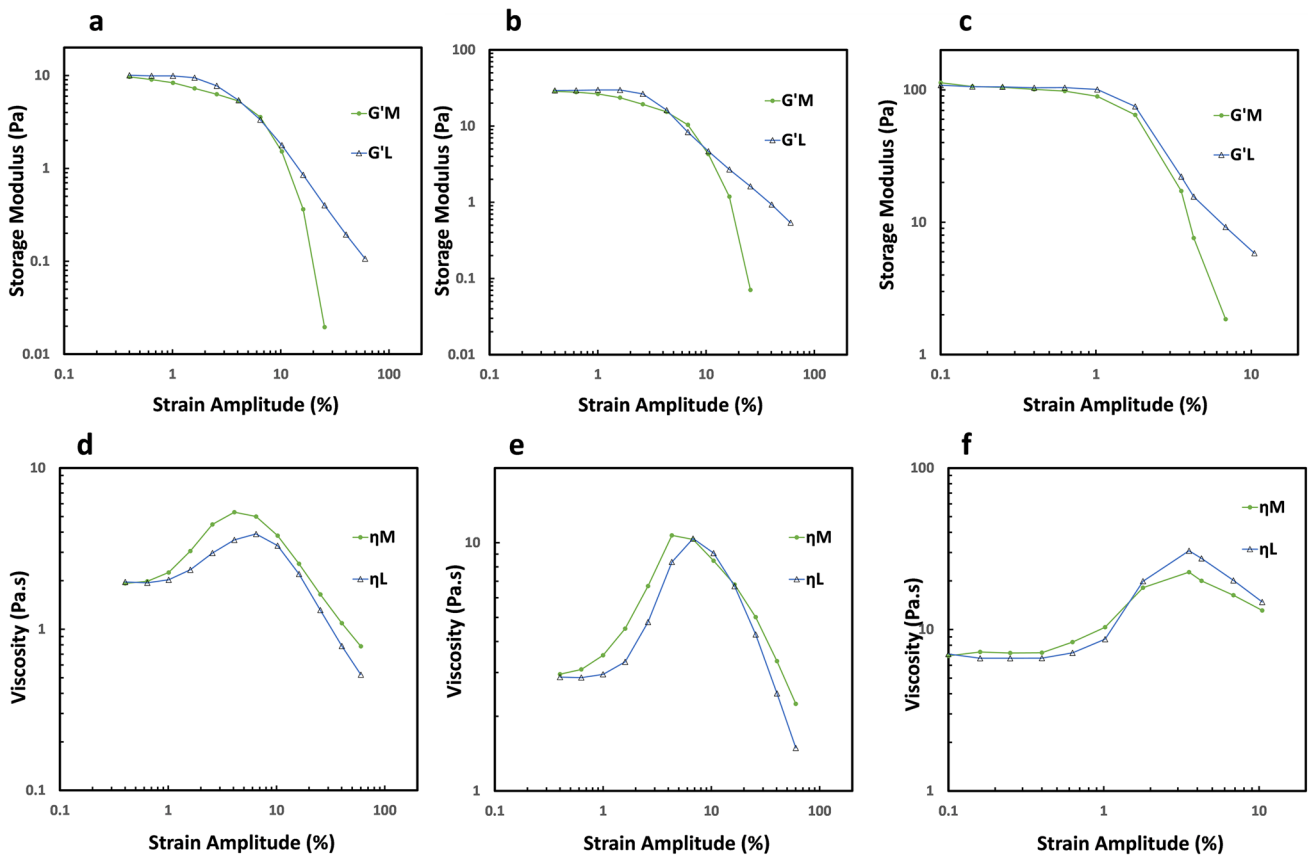 a
10
1
0.1
0.01
0.1
1
10
100
Storage Modulus (Pa)
Strain Amplitude (%)
G'M
G'L
b
100
10
1
0.1
0.01
0.1
1
10
100
Storage Modulus (Pa)
Strain Amplitude (%)
G'M
G'L
c
100
10
1
0.1
1
10
Storage Modulus (Pa)
Strain Amplitude (%)
G'M
G'L
d
10
1
0.1
0.1
1
10
100
Viscosity (Pa.s)
Strain Amplitude (%)
ηM
ηL
e
10
1
0.1
1
10
100
Viscosity (Pa.s)
Strain Amplitude (%)
ηM
ηL
f
100
10
1
0.1
1
10
Viscosity (Pa.s)
Strain Amplitude (%)
ηM
ηL